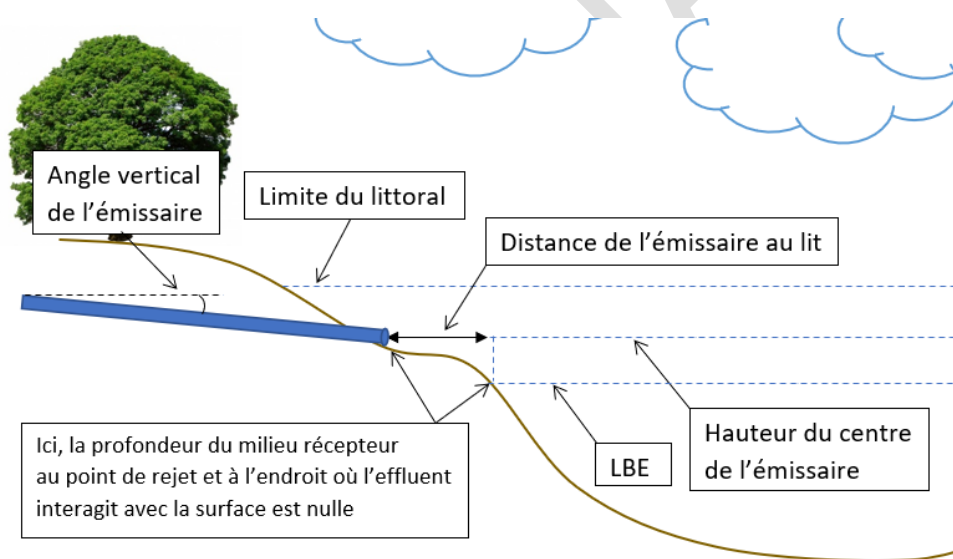 Angle vertical
de l’émissaire
Limite du littoral
Distance de l’émissaire au lit
Ici, la profondeur du milieu récepteur
au point de rejet et à l’endroit où l’effluent
interagit avec la surface est nulle
LBE
Hauteur du centre
de l’émissaire